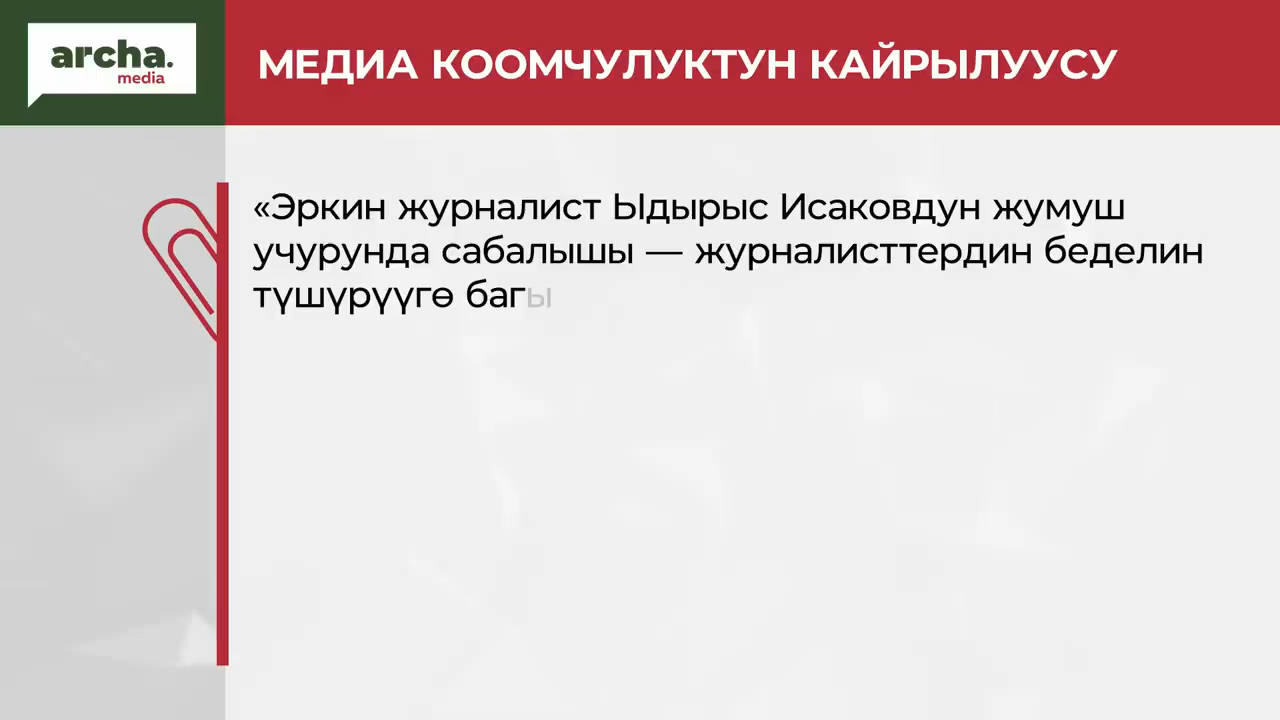 archa.
media
МЕДИА КООМЧУЛУКТУН КАЙРЫЛУУСУ
«Эркин журналист Ыдырыс Исаковдун жумуш
учурунда сабалышы — журналисттердин беделин
түшүрүүгө багы